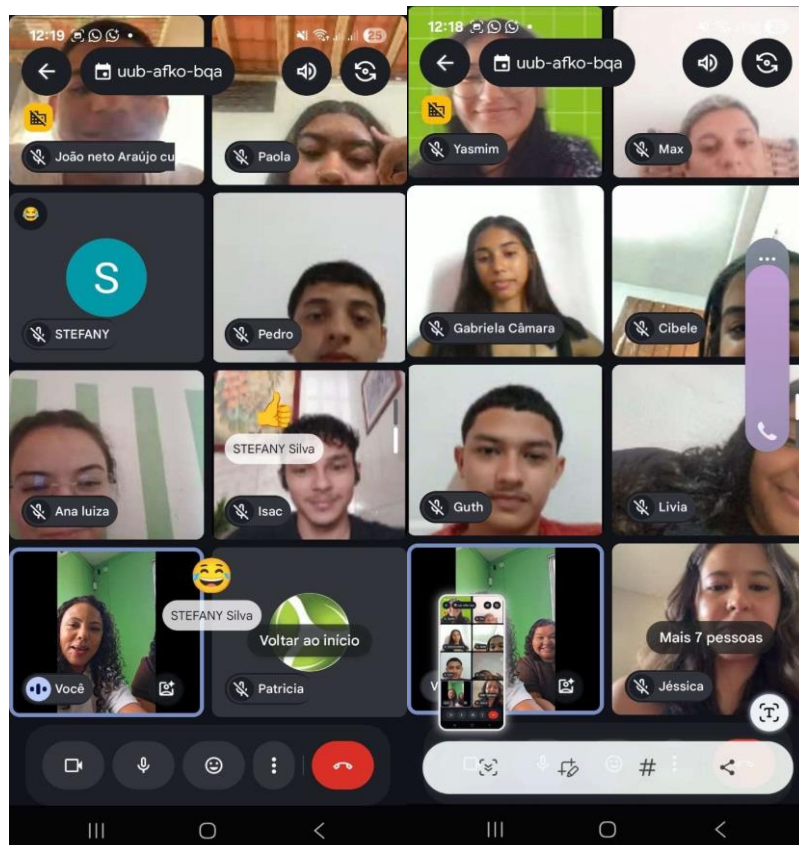 12:19
25
uub-afko-bqa
João neto Araújo cu
Paola
S
STEFANY
Pedro
Ana luiza
STEFANY Silva
Isac
STEFANY Silva
Você
Voltar ao início
Patricia
12:18
uub-afko-bqa
Yasmim
Max
Gabriela Câmara
Cibele
Guth
Livia
V
Mais 7 pessoas
Jéssica
T
#